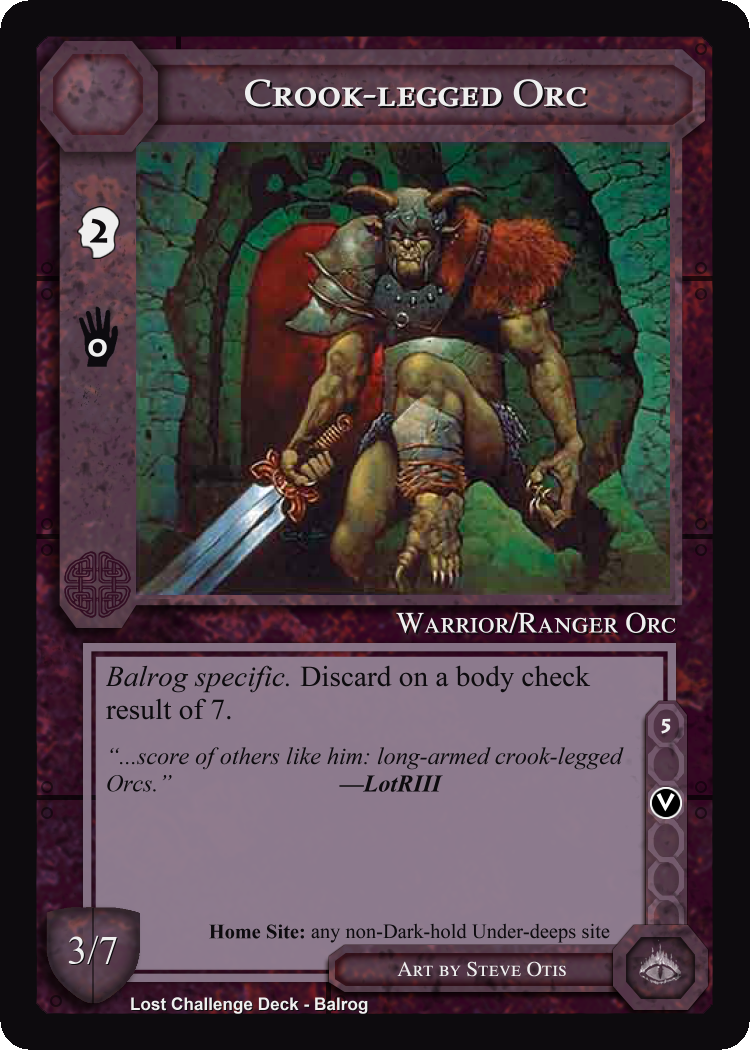 Crook-legged Orc
2
0
Warrior/Ranger Orc
Balrog specific. Discard on a body check
result of 7.
"...score of others like him: long-armed crook-legged
Orcs." —LotRIII
5
V
Home Site: any non-Dark-hold Under-deeps site
3/7
Art by Steve Otis
Lost Challenge Deck - Balrog